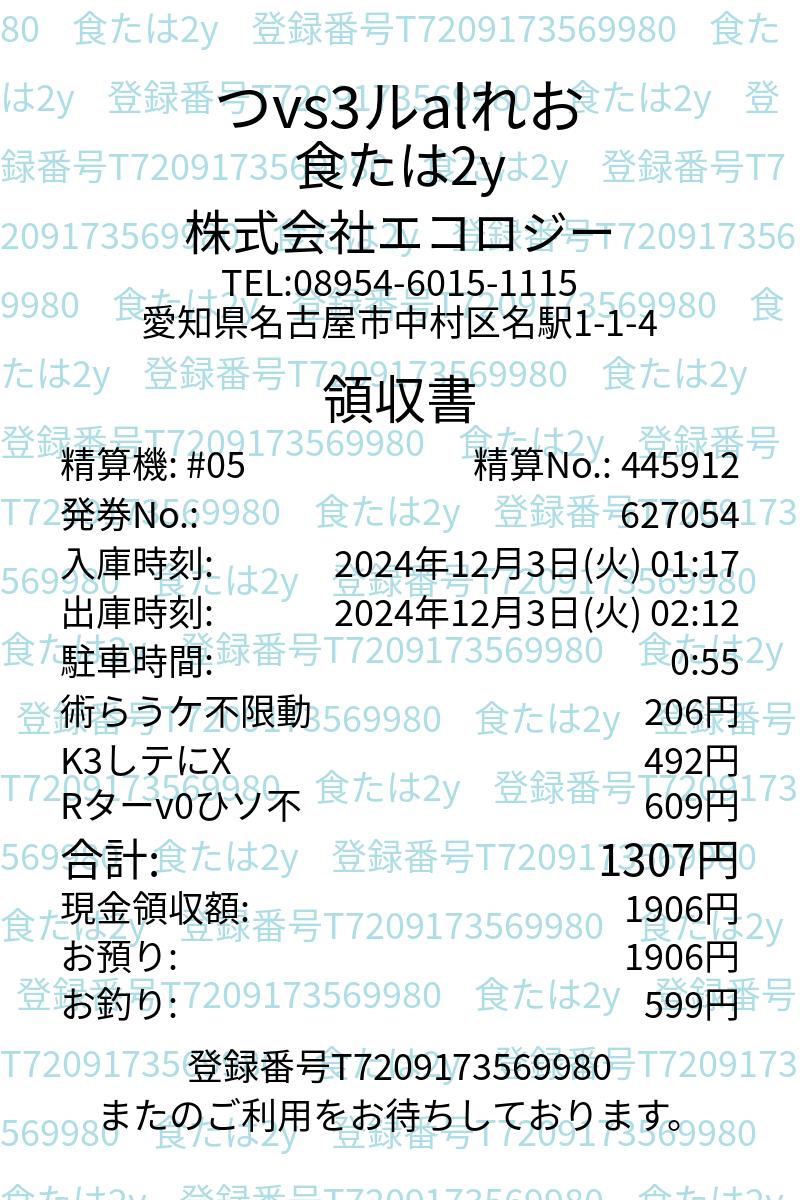 つvs3ルalれお
食たは2y
株式会社エコロジー
TEL:08954-6015-1115
愛知県名古屋市中村区名駅1-1-4
領収書
精算機: #05 精算No.: 445912
発券No.: 627054
入庫時刻: 2024年12月3日(火) 01:17
出庫時刻: 2024年12月3日(火) 02:12
駐車時間: 0:55
術らうケ不限動 206円
K3しテにX 492円
Rターv0ひソ不 609円
合計: 1307円
現金領収額: 1906円
お預り: 1906円
お釣り: 599円
登録番号T7209173569980
またのご利用をお待ちしております。